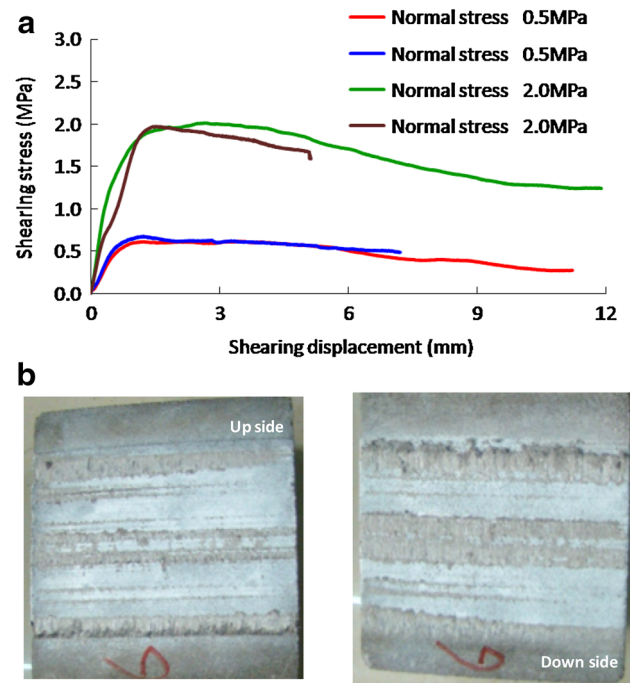 a
Normal stress 0.5MPa
Normal stress 0.5MPa
Normal stress 2.0MPa
Normal stress 2.0MPa
Shearing stress (MPa)
3.0
2.5
2.0
1.5
1.0
0.5
0.0
0 3 6 9 12
Shearing displacement (mm)
b
Up side
Down side
6